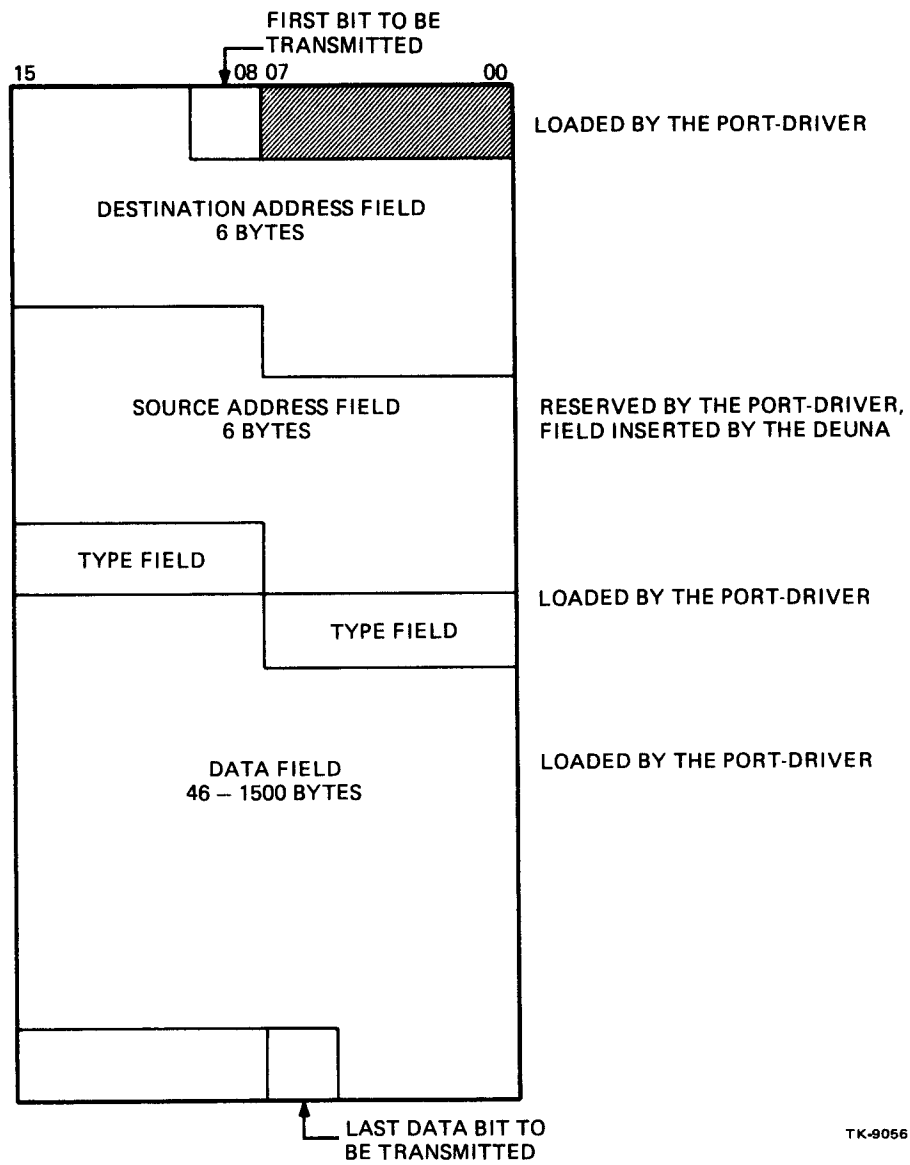 FIRST BIT TO BE
TRANSMITTED
15 08 07 00
LOADED BY THE PORT-DRIVER
DESTINATION ADDRESS FIELD
6 BYTES
SOURCE ADDRESS FIELD
6 BYTES
RESERVED BY THE PORT-DRIVER,
FIELD INSERTED BY THE DEUNA
TYPE FIELD
LOADED BY THE PORT-DRIVER
TYPE FIELD
DATA FIELD
46 – 1500 BYTES
LOADED BY THE PORT-DRIVER
LAST DATA BIT TO
BE TRANSMITTED
TK-9056